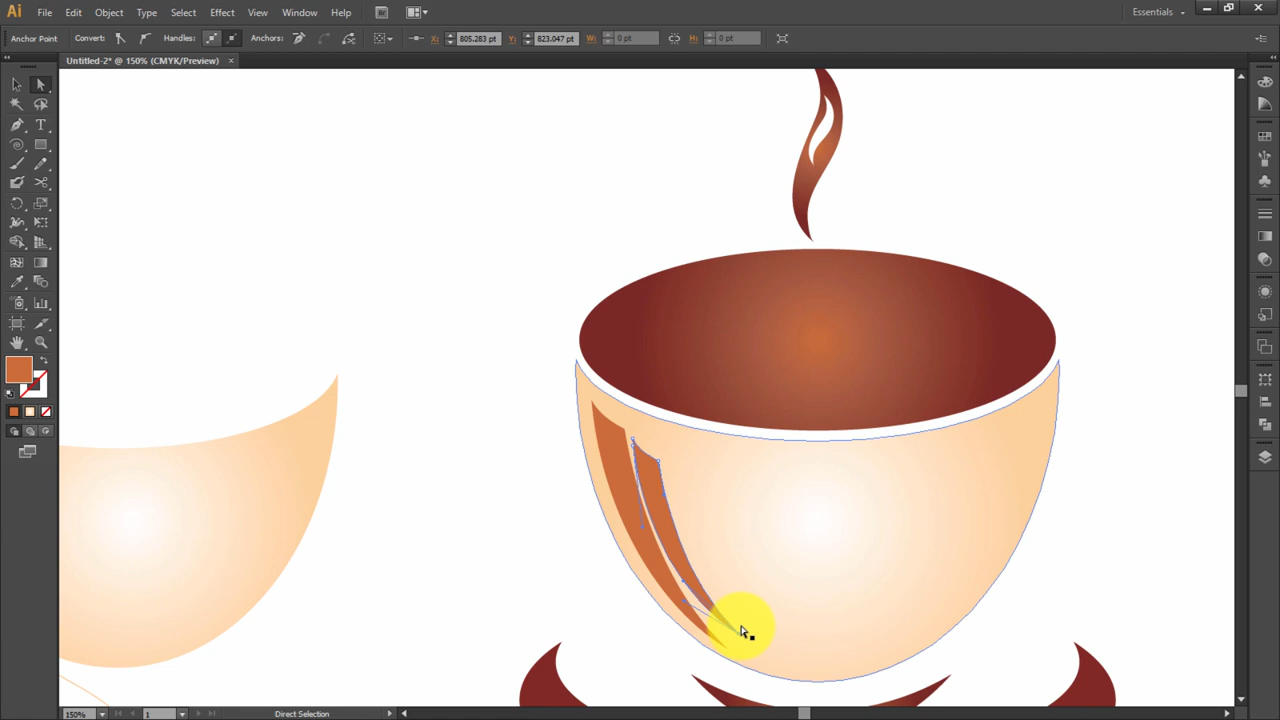 Ai File Edit Object Type Select Effect View Window Help Br Essentials
Anchor Point Convert: Handles: Anchors: X: 805.283 pt Y: 823.047 pt W: 0 pt H: 0 pt
Untitled-2* @ 150% (CMYK/Preview) ×
T
150% 1 Direct Selection